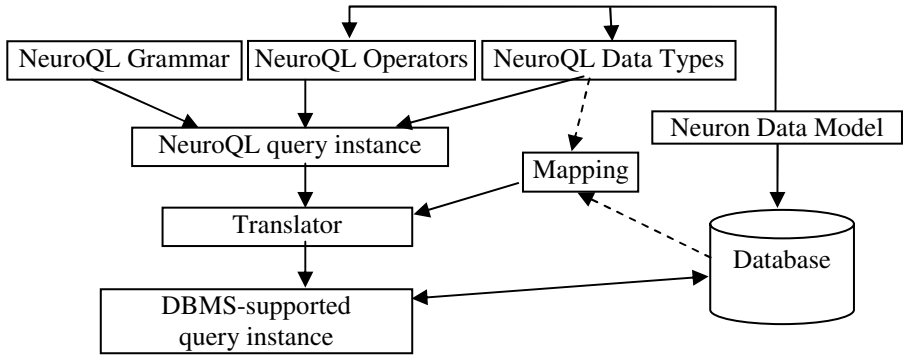 NeuroQL Grammar
NeuroQL Operators
NeuroQL Data Types
Neuron Data Model
NeuroQL query instance
Mapping
Translator
Database
DBMS-supported
query instance